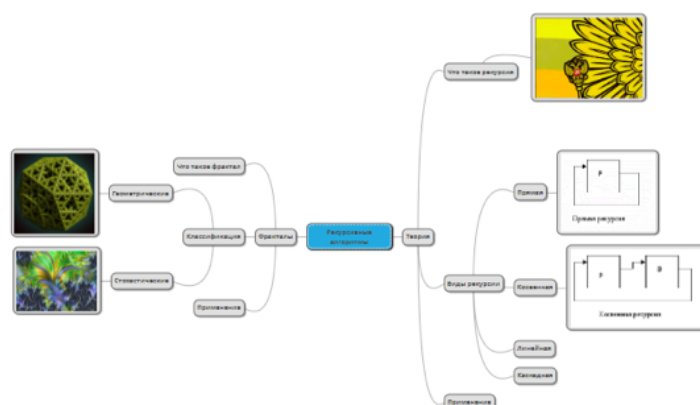 Что такое рекурсия
Что такое фрактал
Прямая
Геометрические
Прямая рекурсия
Классификация
Фракталы
Рекурсивные
алгоритмы
Теория
Стохастические
Виды рекурсии
Косвенная
P
Применение
Косвенная рекурсия
Линейная
Каскадная
Применение